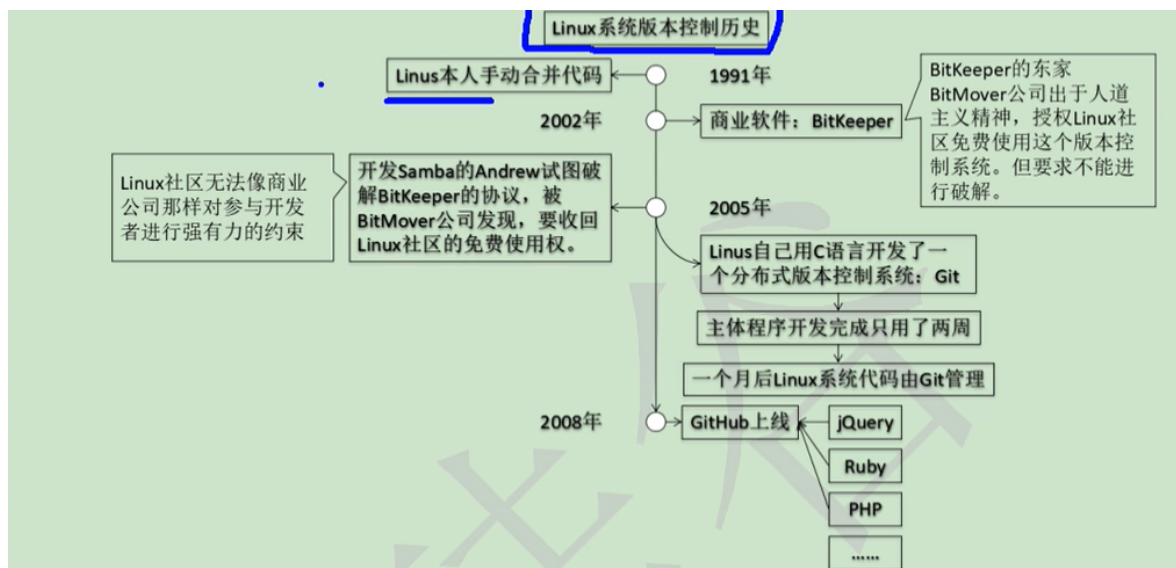 Linux系统版本控制历史
Linus本人手动合并代码
1991年
2002年
商业软件：BitKeeper
BitKeeper的东家
BitMover公司出于人道
主义精神，授权Linux社
区免费使用这个版本控
制系统。但要求不能进
行破解。
Linux社区无法像商业
公司那样对参与开发
者进行强有力的约束
开发Samba的Andrew试图破
解BitKeeper的协议，被
BitMover公司发现，要收回
Linux社区的免费使用权。
2005年
Linus自己用C语言开发了一
个分布式版本控制系统：Git
主体程序开发完成只用了两周
一个月后Linux系统代码由Git管理
2008年
GitHub上线
jQuery
Ruby
PHP
……